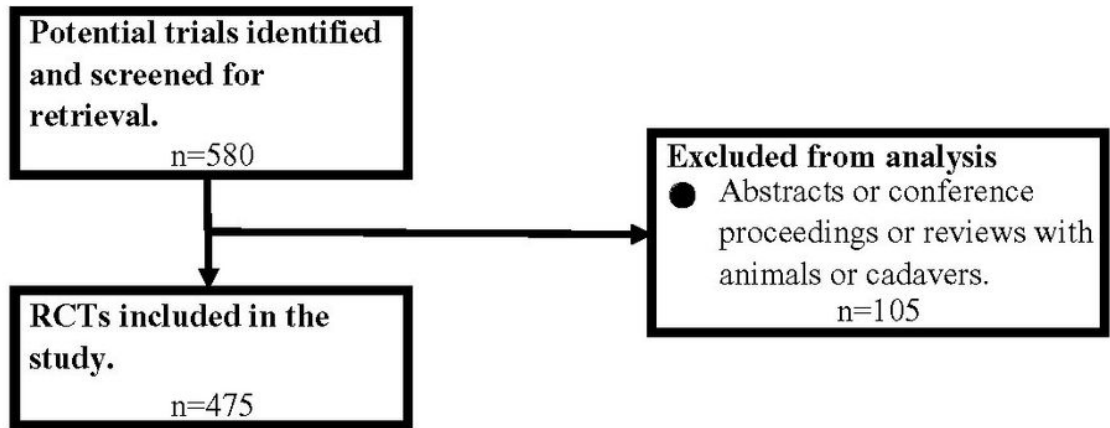 Potential trials identified
and screened for
retrieval.
n=580
Excluded from analysis
● Abstracts or conference
proceedings or reviews with
animals or cadavers.
n=105
RCTs included in the
study.
n=475